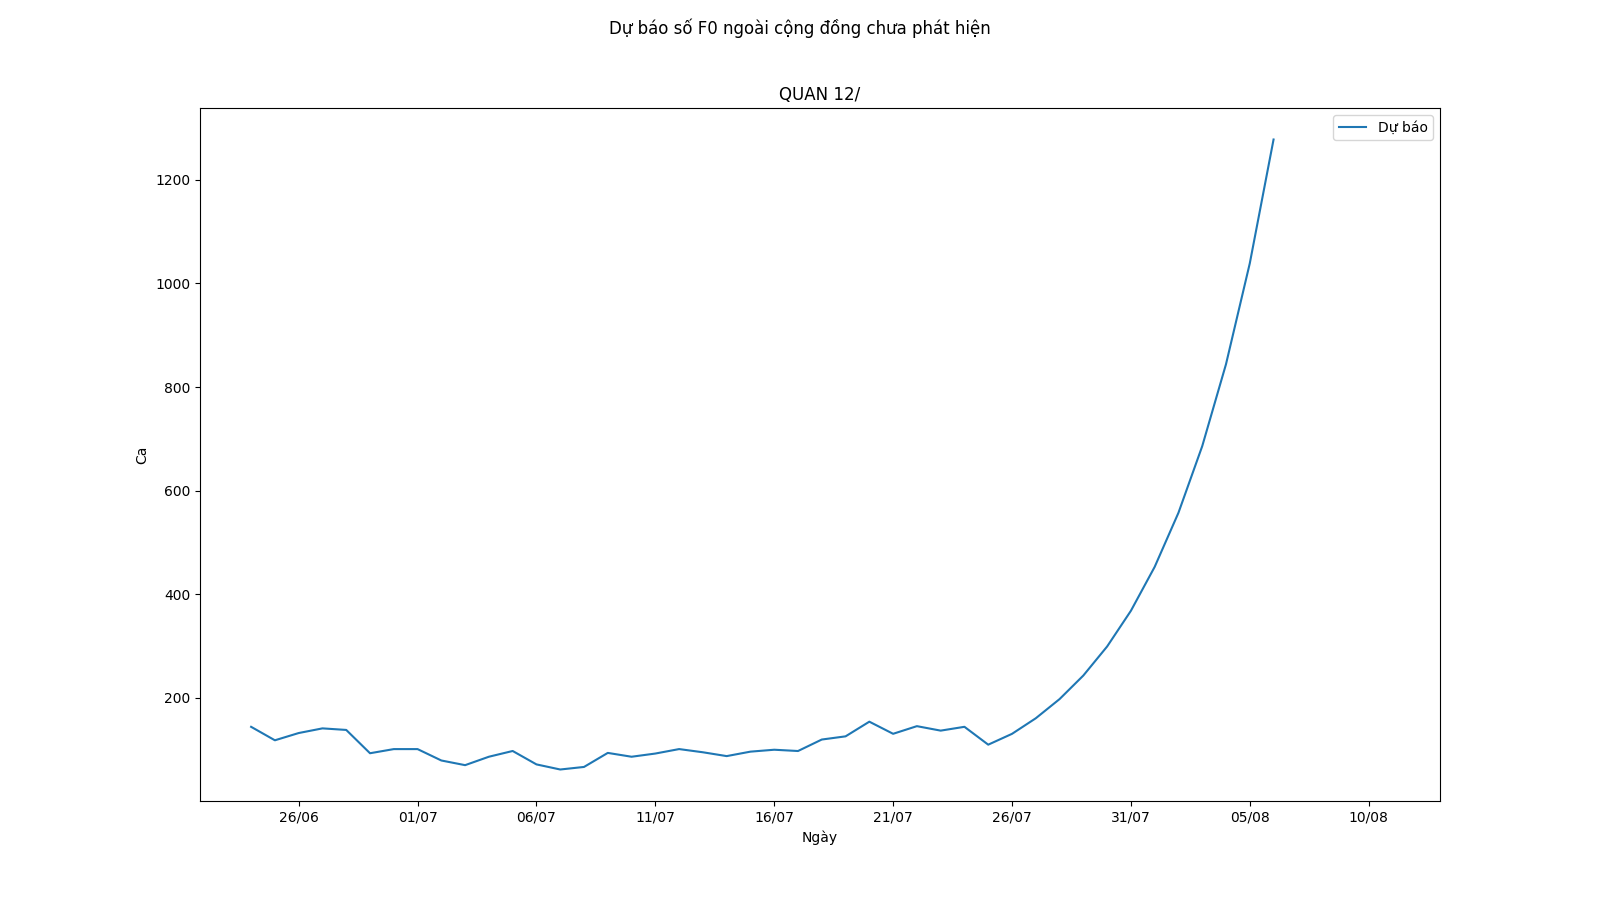 Dự báo số F0 ngoài cộng đồng chưa phát hiện
QUAN 12/
Dự báo
1200
1000
800
600
400
200
Ca
26/06 01/07 06/07 11/07 16/07 21/07 26/07 31/07 05/08 10/08
Ngày